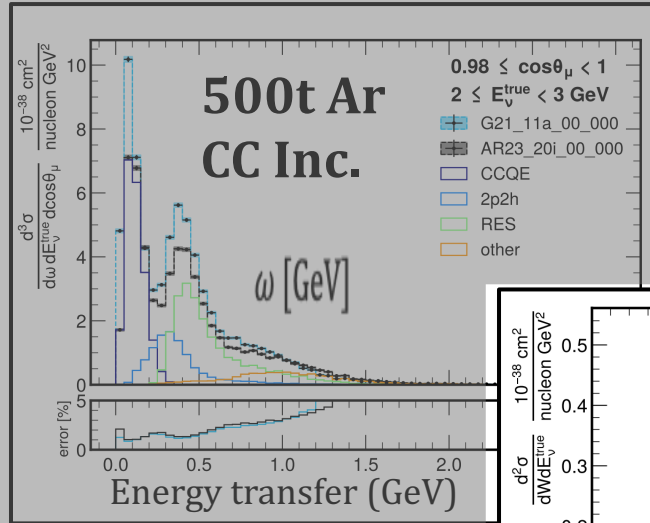 10⁻³⁸ cm²
nucleon GeV²
d³σ
dω dE_ν^true dcosθ_μ
10
8
6
4
2
0
500t Ar
CC Inc.
0.98 ≤ cosθ_μ < 1
2 ≤ E_ν^true < 3 GeV
G21_11a_00_000
AR23_20i_00_000
CCQE
2p2h
RES
other
ω [GeV]
error [%]
5
0
0.0 0.5 1.0 1.5 2.0
Energy transfer (GeV)
10⁻³⁸ cm²
nucleon GeV²
d²σ
dWdE_ν^true
0.5
0.4
0.3